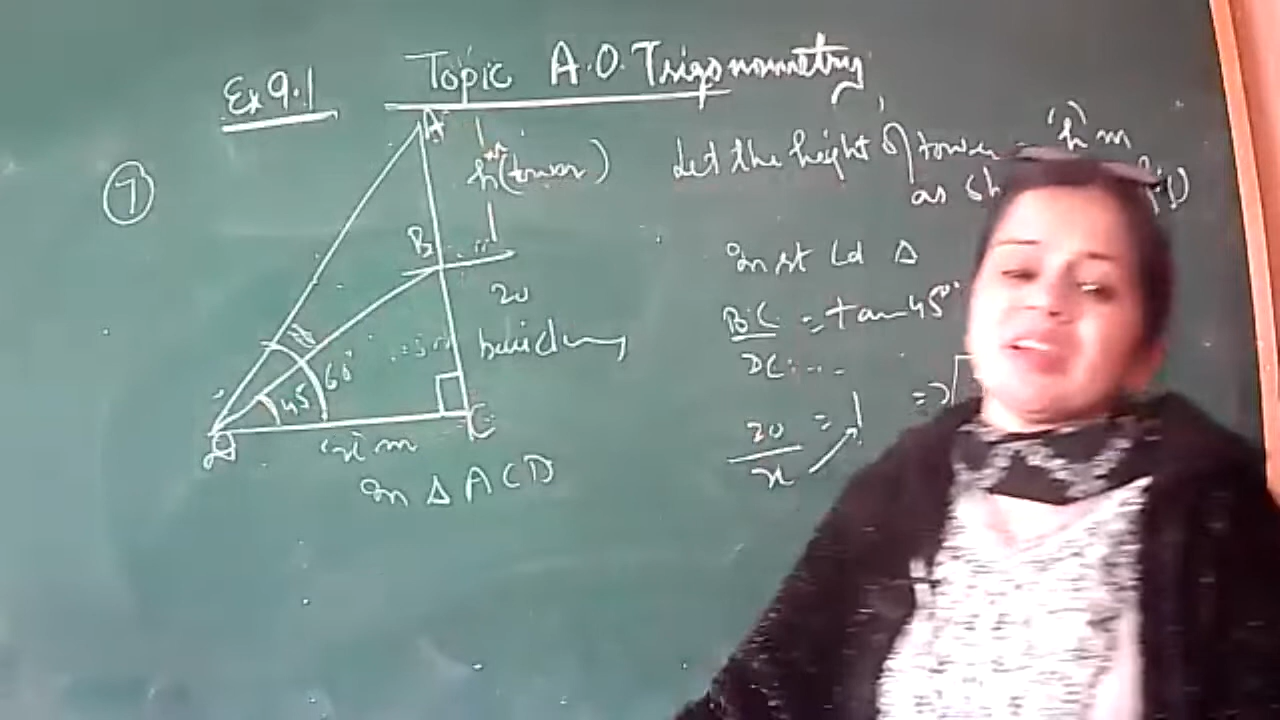 Ex 9.1
Topic A.O.Trigonometry
7
A
h (tower)
B
20
building
60°
45
D
x m
C
In Δ ACD
Let the height of tower = 'h' m
as
In rt Ld Δ
BC = tan 45°
DC
20 = 1
x
=>